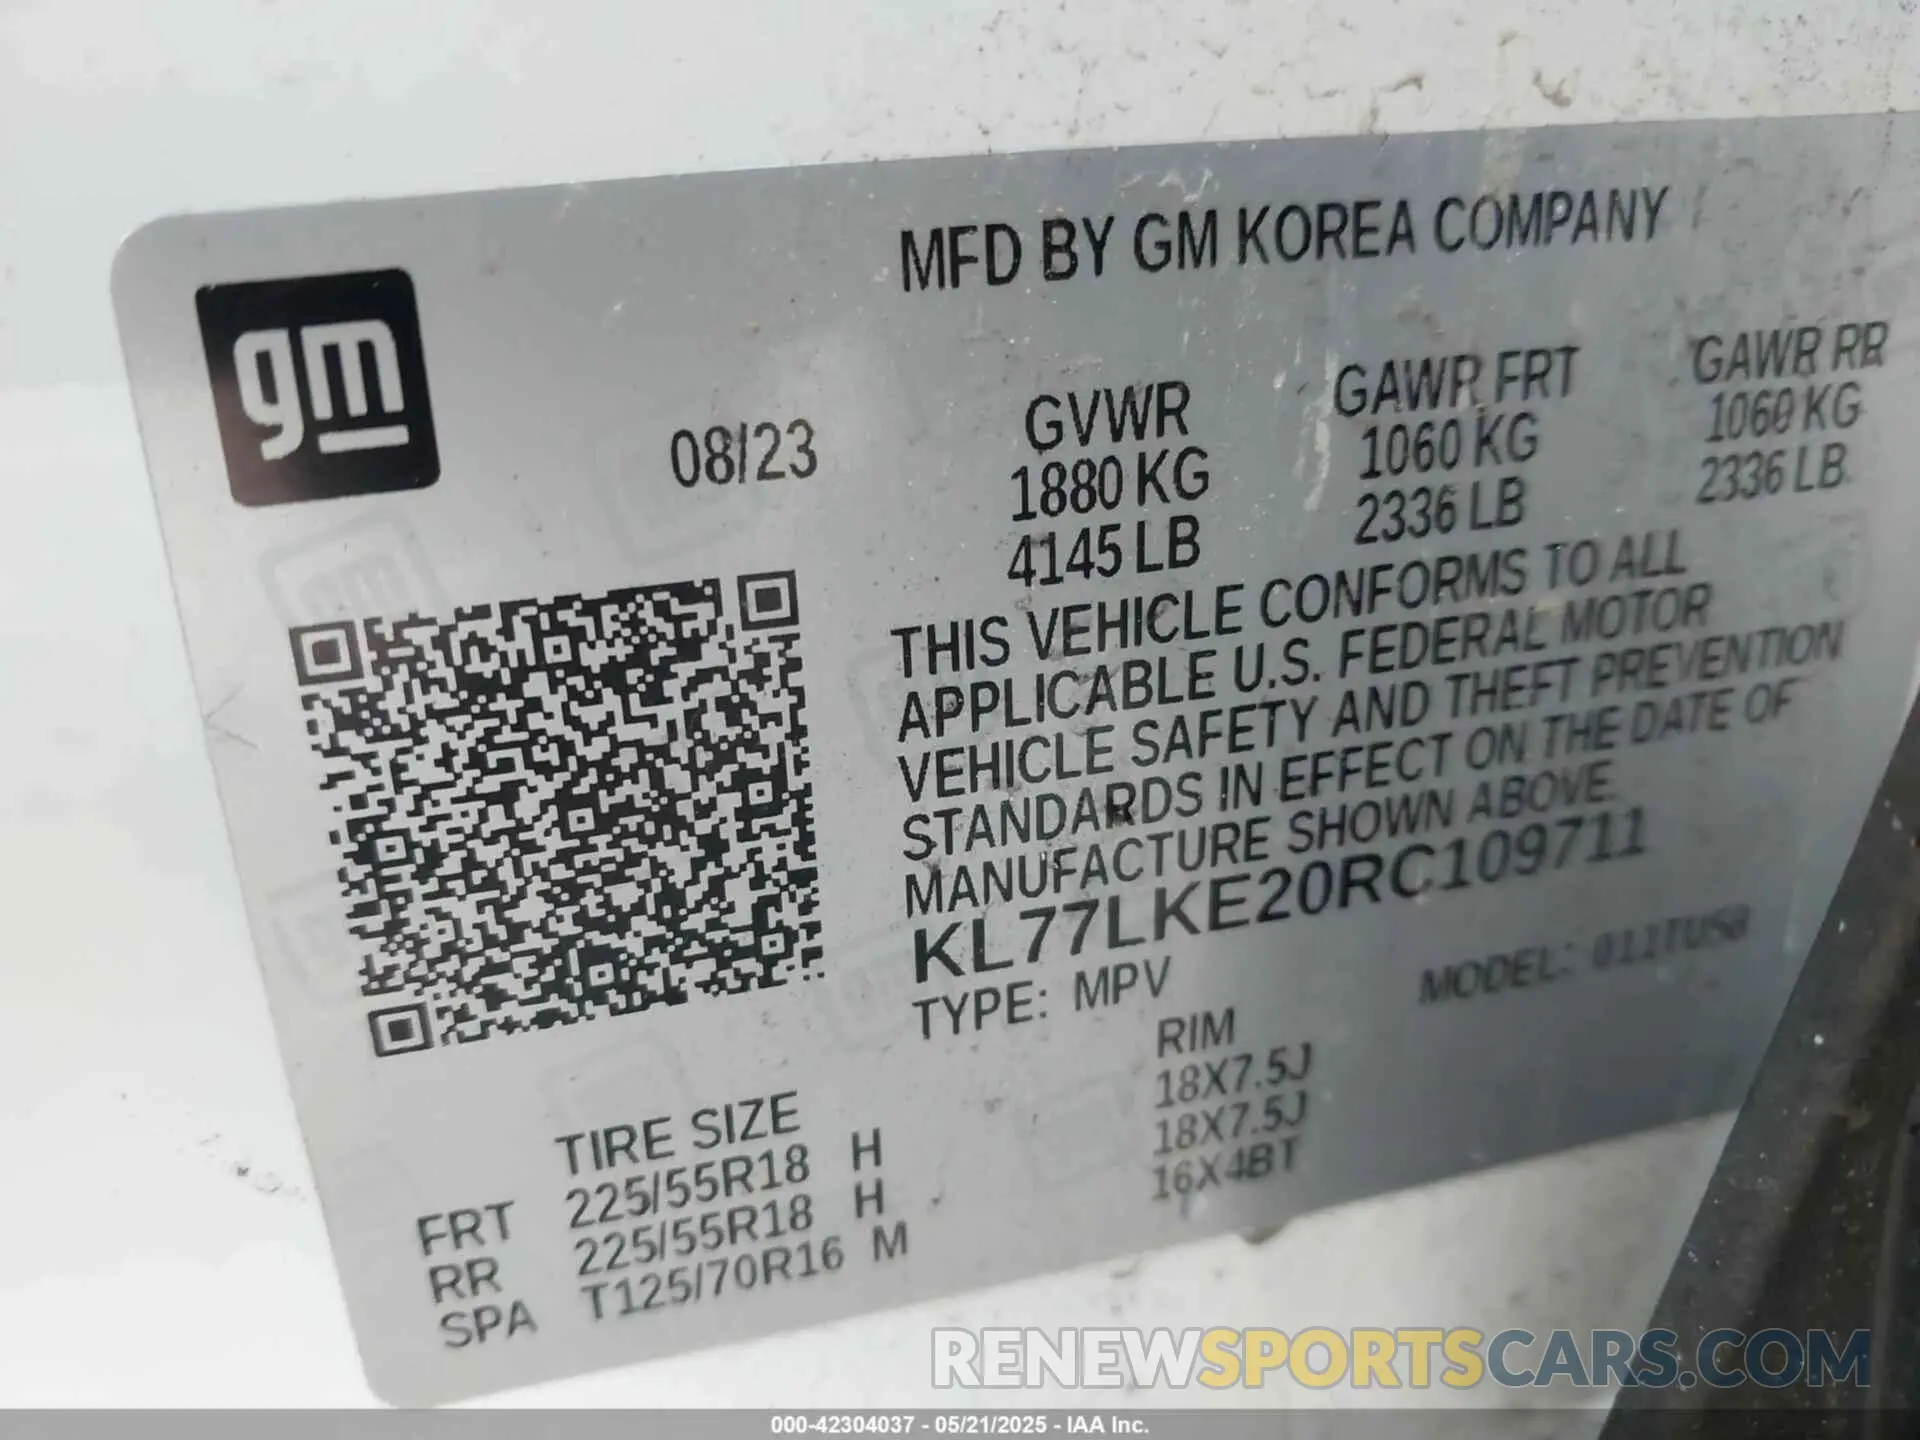 gm
MFD BY GM KOREA COMPANY
08/23
GVWR GAWR FRT GAWR RR
1880 KG 1060 KG 1060 KG
4145 LB 2336 LB 2336 LB
THIS VEHICLE CONFORMS TO ALL
APPLICABLE U.S. FEDERAL MOTOR
VEHICLE SAFETY AND THEFT PREVENTION
STANDARDS IN EFFECT ON THE DATE OF
MANUFACTURE SHOWN ABOVE.
KL77LKE20RC109711
TYPE: MPV MODEL:
TIRE SIZE RIM
FRT 225/55R18 H 18X7.5J
RR 225/55R18 H 18X7.5J
SPA T125/70R16 M 16X4BT
RENEWSPORTSCARS.COM
000-42304037 - 05/21/2025 - IAA Inc.